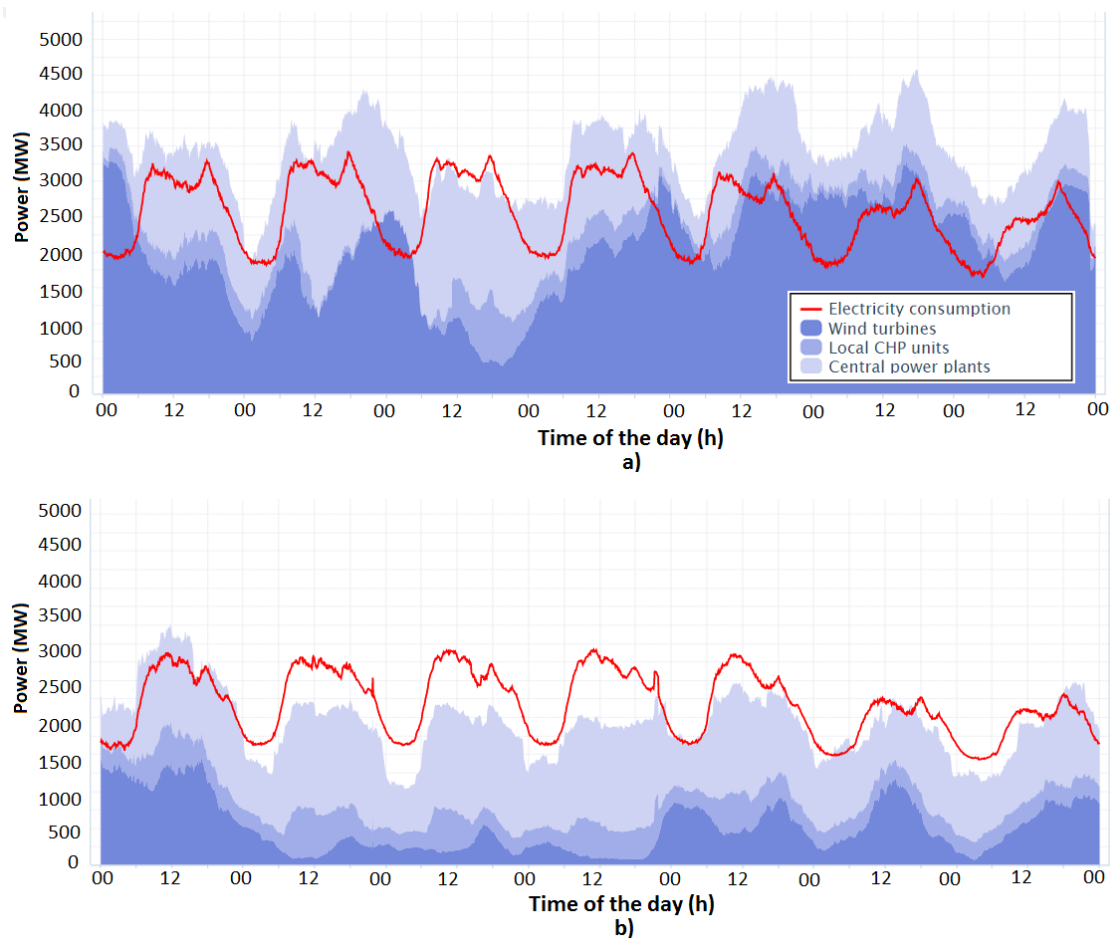 5000
4500
4000
3500
3000
2500
2000
1500
1000
500
0
Power (MW)
Electricity consumption
Wind turbines
Local CHP units
Central power plants
00 12 00 12 00 12 00 12 00 12 00 12 00 12 00
Time of the day (h)
a)
5000
4500
4000
3500
3000
2500
2000
1500
1000
500
0
Power (MW)
00 12 00 12 00 12 00 12 00 12 00 12 00 12 00
Time of the day (h)
b)